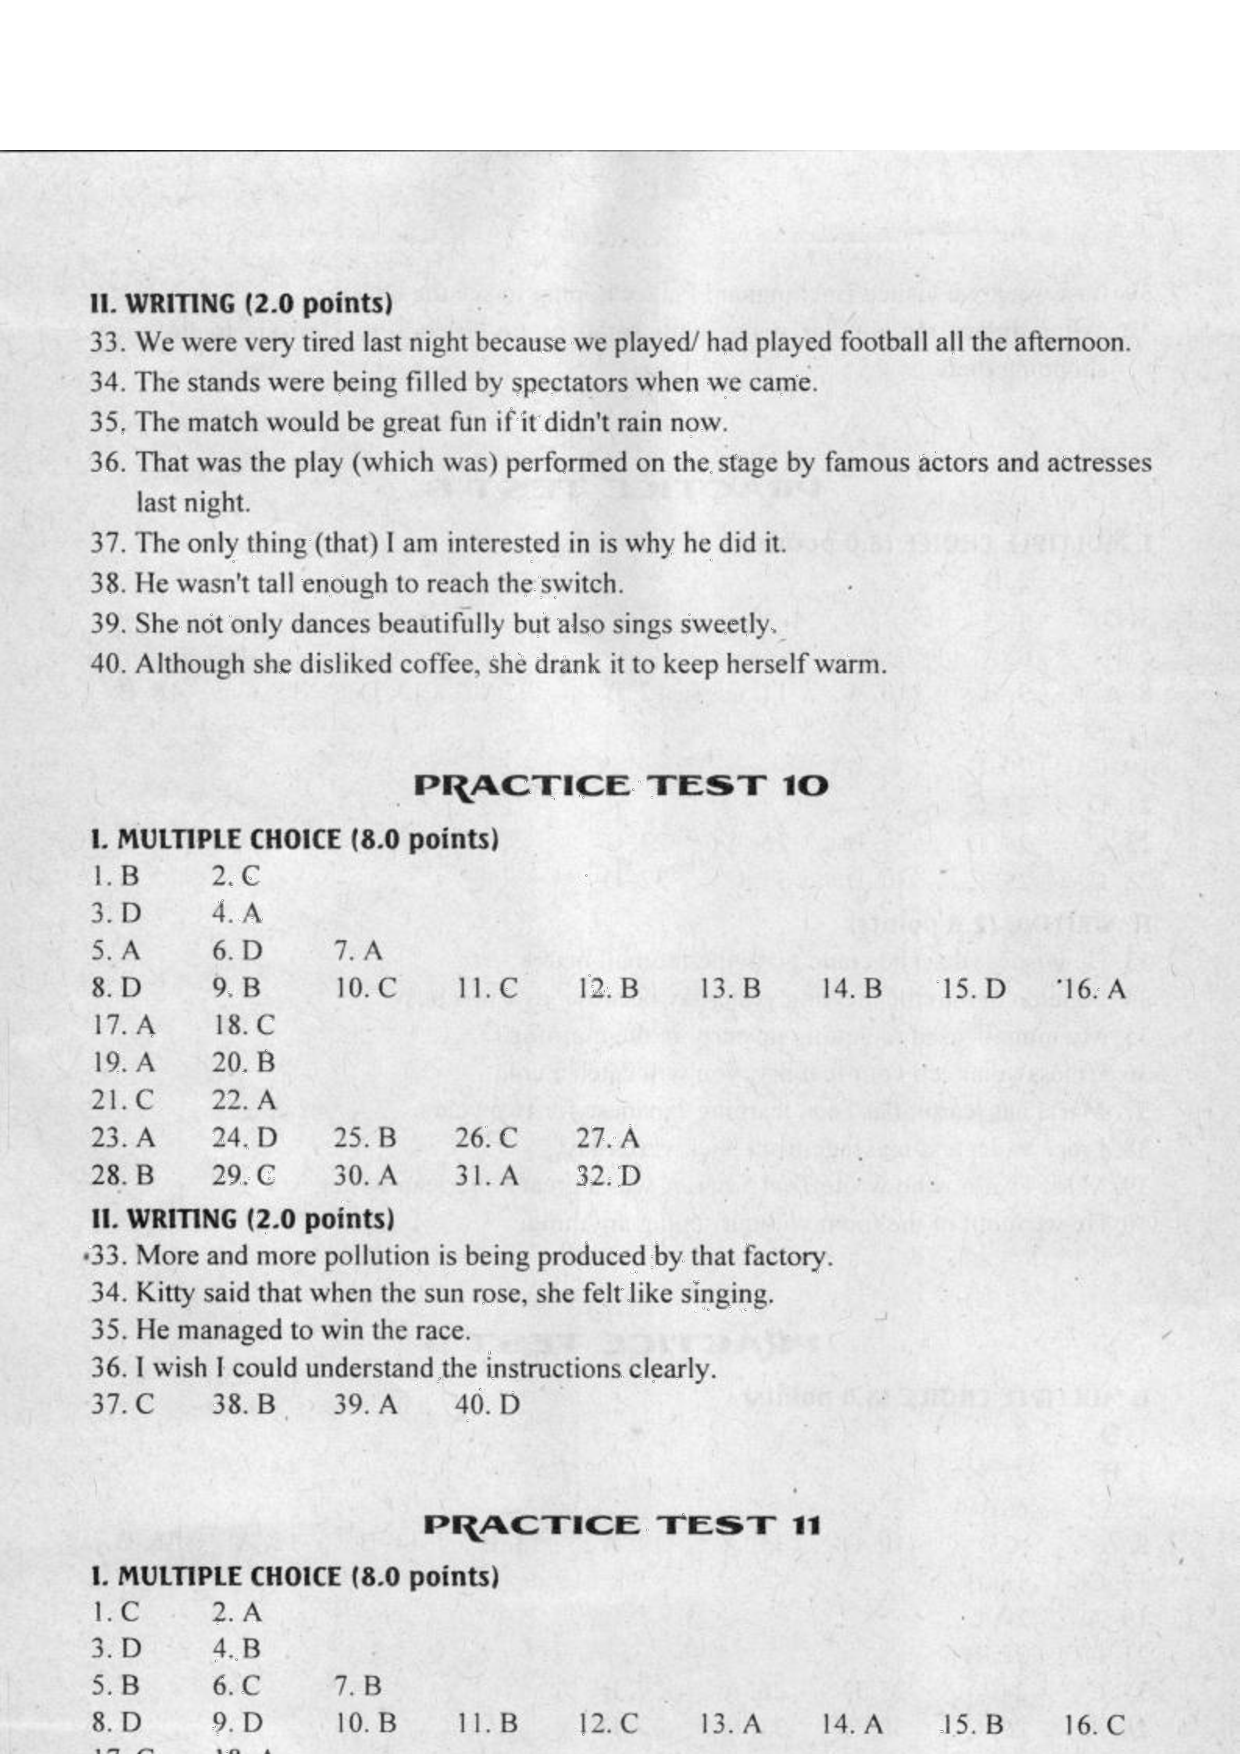 II. WRITING (2.0 points)
33. We were very tired last night because we played/ had played football all the afternoon.
34. The stands were being filled by spectators when we came.
35. The match would be great fun if it didn't rain now.
36. That was the play (which was) performed on the stage by famous actors and actresses
last night.
37. The only thing (that) I am interested in is why he did it.
38. He wasn't tall enough to reach the switch.
39. She not only dances beautifully but also sings sweetly.
40. Although she disliked coffee, she drank it to keep herself warm.
PRACTICE TEST 10
I. MULTIPLE CHOICE (8.0 points)
1. B 2. C
3. D 4. A
5. A 6. D 7. A
8. D 9. B 10. C 11. C 12. B 13. B 14. B 15. D 16. A
17. A 18. C
19. A 20. B
21. C 22. A
23. A 24. D 25. B 26. C 27. A
28. B 29. C 30. A 31. A 32. D
II. WRITING (2.0 points)
33. More and more pollution is being produced by that factory.
34. Kitty said that when the sun rose, she felt like singing.
35. He managed to win the race.
36. I wish I could understand the instructions clearly.
37. C 38. B 39. A 40. D
PRACTICE TEST 11
I. MULTIPLE CHOICE (8.0 points)
1. C 2. A
3. D 4. B
5. B 6. C 7. B
8. D 9. D 10. B 11. B 12. C 13. A 14. A 15. B 16. C